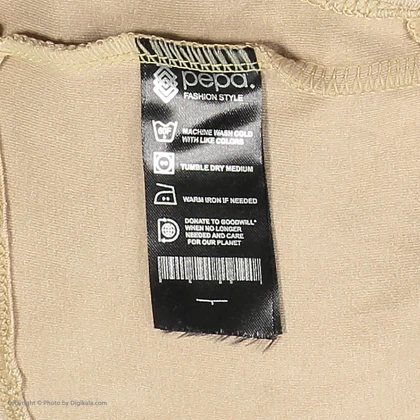 pepa.
FASHION STYLE
MACHINE WASH COLD
WITH LIKE COLORS
TUMBLE DRY MEDIUM
WARM IRON IF NEEDED
DONATE TO GOODWILL"
WHEN NO LONGER
NEEDED AND CARE
FOR OUR PLANET
Copyright © Photo by Digikala.com